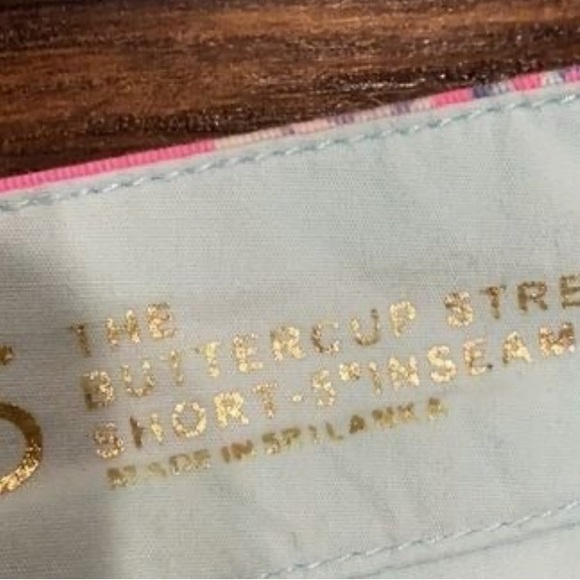 THE
BUTTERCUP STRE
SHORT-5"INSEAM
MADE IN SRI LANKA